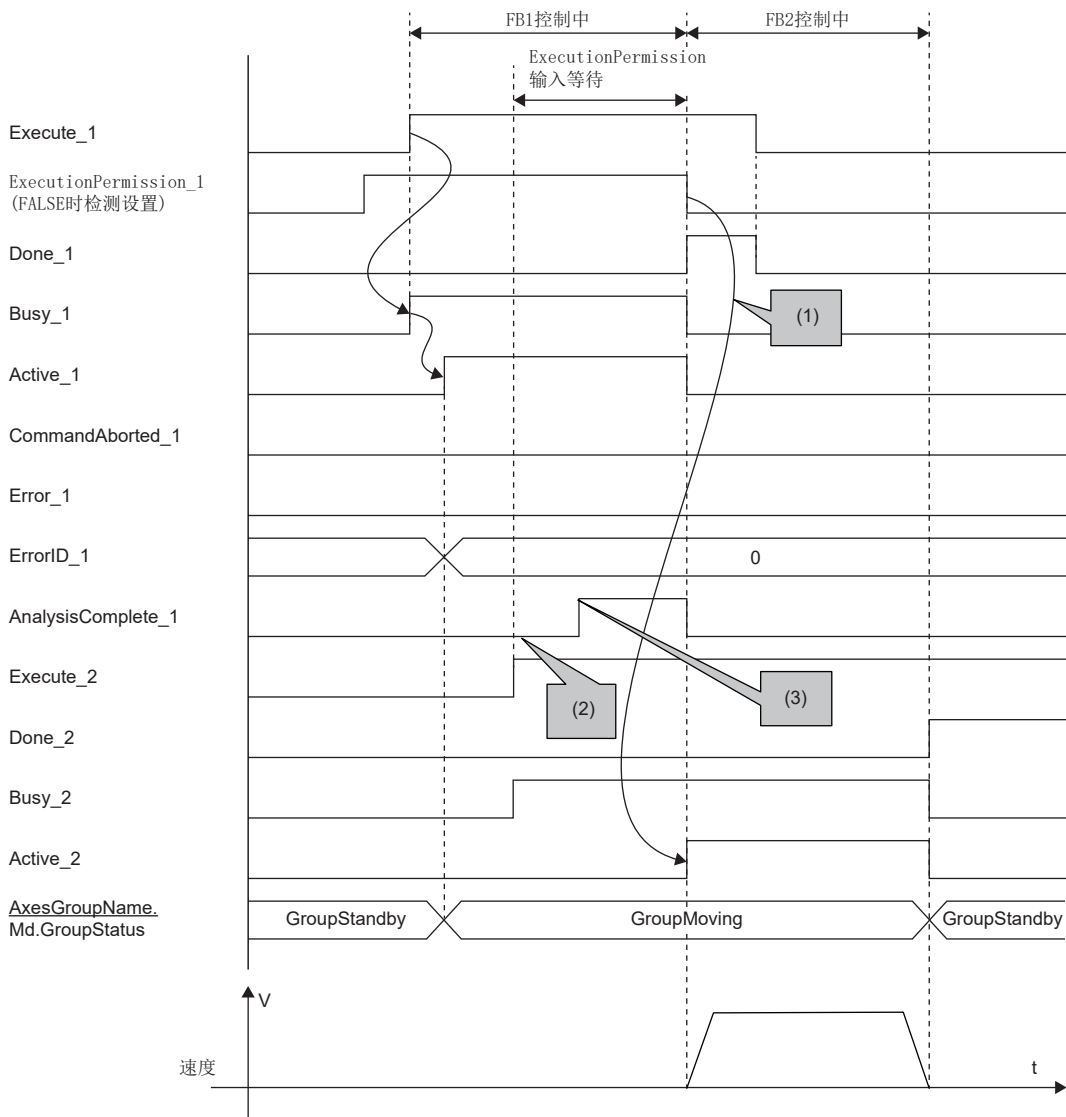 FB1控制中
FB2控制中
ExecutionPermission
输入等待
Execute_1
ExecutionPermission_1
(FALSE时检测设置)
Done_1
Busy_1
(1)
Active_1
CommandAborted_1
Error_1
ErrorID_1
0
AnalysisComplete_1
Execute_2
(2)
(3)
Done_2
Busy_2
Active_2
AxesGroupName.
Md.GroupStatus
GroupStandby
GroupMoving
GroupStandby
V
速度
t